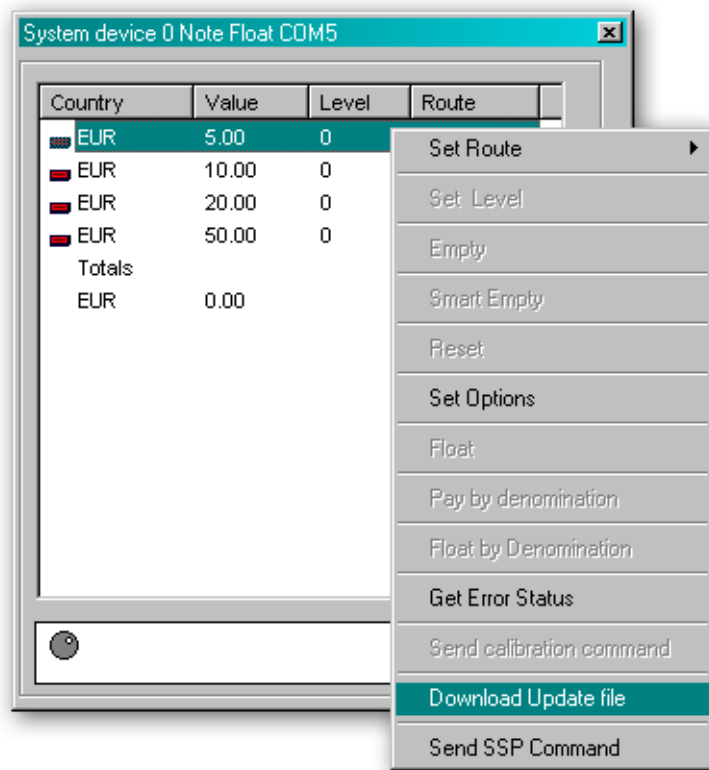 System device 0 Note Float COM5
Country Value Level Route
EUR 5.00 0
EUR 10.00 0
EUR 20.00 0
EUR 50.00 0
Totals
EUR 0.00
Set Route
Set Level
Empty
Smart Empty
Reset
Set Options
Float
Pay by denomination
Float by Denomination
Get Error Status
Send calibration command
Download Update file
Send SSP Command